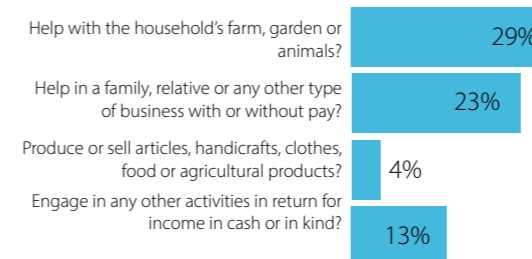 Help with the household's farm, garden or
animals?
29%
Help in a family, relative or any other type
of business with or without pay?
23%
Produce or sell articles, handicrafts, clothes,
food or agricultural products?
4%
Engage in any other activities in return for
income in cash or in kind?
13%